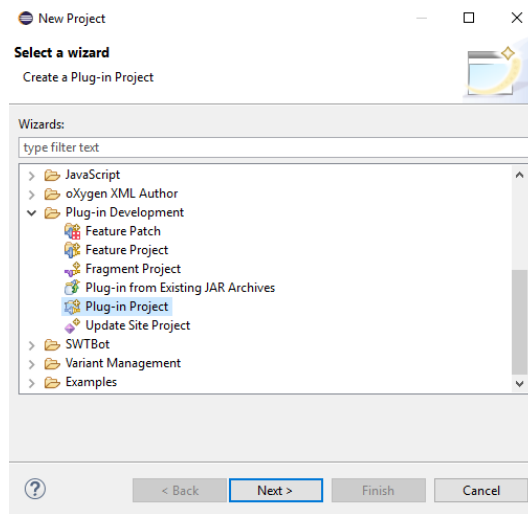 New Project
Select a wizard
Create a Plug-in Project
Wizards:
type filter text
JavaScript
oXygen XML Author
Plug-in Development
Feature Patch
Feature Project
Fragment Project
Plug-in from Existing JAR Archives
Plug-in Project
Update Site Project
SWTBot
Variant Management
Examples
? < Back Next > Finish Cancel